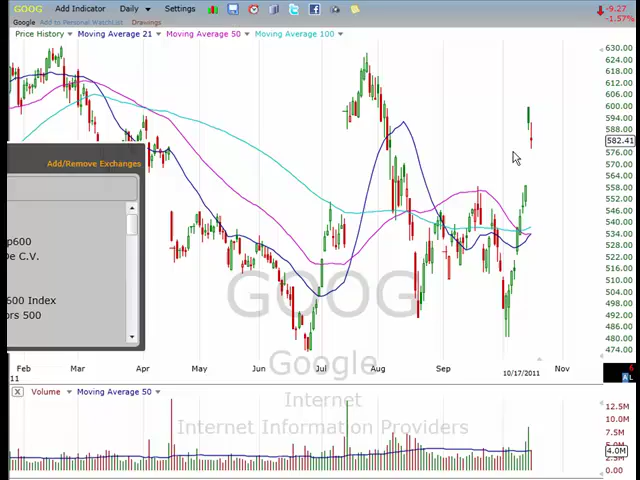 GOOG Add Indicator Daily Settings
-9.27
-1.57%
Google Add to Personal WatchList Drawings
Price History Moving Average 21 Moving Average 50 Moving Average 100
630.00
624.00
618.00
612.00
606.00
600.00
594.00
588.00
582.41
576.00
570.00
564.00
558.00
552.00
546.00
540.00
534.00
528.00
522.00
516.00
510.00
504.00
498.00
492.00
486.00
480.00
474.00
Add/Remove Exchanges
p600
De C.V.
600 Index
ors 500
GOOG
Google
Internet
Internet Information Providers
Feb Mar Apr May Jun Jul Aug Sep 10/17/2011 Nov
11
A L
X Volume Moving Average 50
12.5M
10.0M
7.5M
4.0M
2.5M
0.00